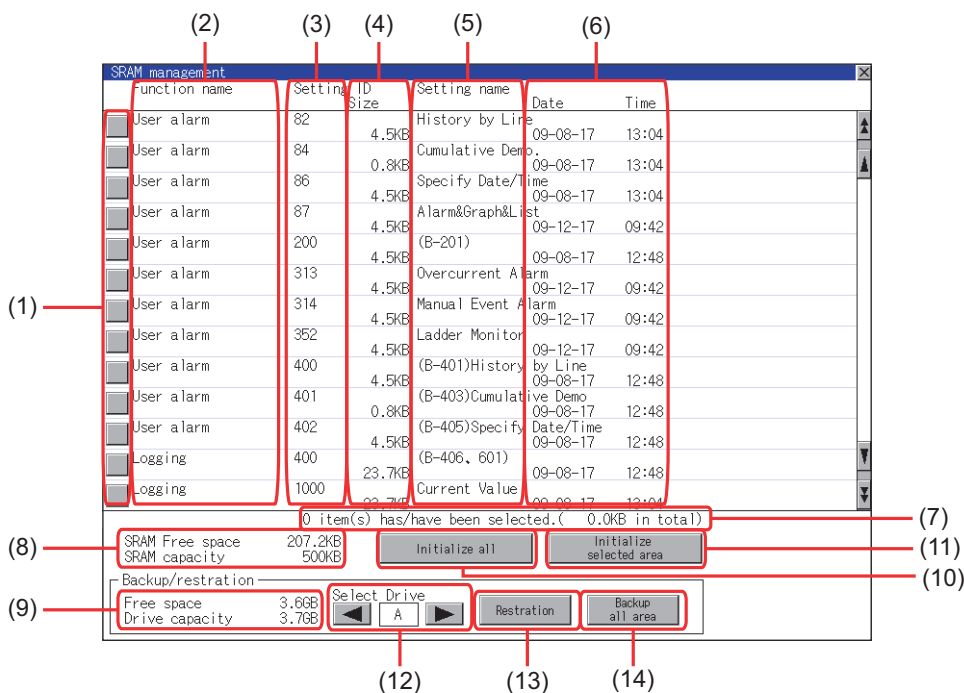 (2) (3) (4) (5) (6)
SRAM management
Function name Setting ID Setting name
Size Date Time
User alarm 82 History by Line
4.5KB 09-08-17 13:04
User alarm 84 Cumulative Demo.
0.8KB 09-08-17 13:04
User alarm 86 Specify Date/Time
4.5KB 09-08-17 13:04
User alarm 87 Alarm&Graph&List
4.5KB 09-12-17 09:42
User alarm 200 (B-201)
4.5KB 09-08-17 12:48
User alarm 313 Overcurrent Alarm
4.5KB 09-12-17 09:42
(1)
User alarm 314 Manual Event Alarm
4.5KB 09-12-17 09:42
User alarm 352 Ladder Monitor
4.5KB 09-12-17 09:42
User alarm 400 (B-401)History by Line
4.5KB 09-08-17 12:48
User alarm 401 (B-403)Cumulative Demo
0.8KB 09-08-17 12:48
User alarm 402 (B-405)Specify Date/Time
4.5KB 09-08-17 12:48
Logging 400 (B-406、601)
23.7KB 09-08-17 12:48
Logging 1000 Current Value
23.7KB 09-08-17 13:04
0 item(s) has/have been selected.( 0.0KB in total) (7)
(8) SRAM Free space 207.2KB
SRAM capacity 500KB
Initialize all
Initialize
selected area
(11)
(10)
Backup/restration
(9) Free space 3.6GB
Drive capacity 3.7GB
Select Drive
A
Restration
Backup
all area
(12) (13) (14)